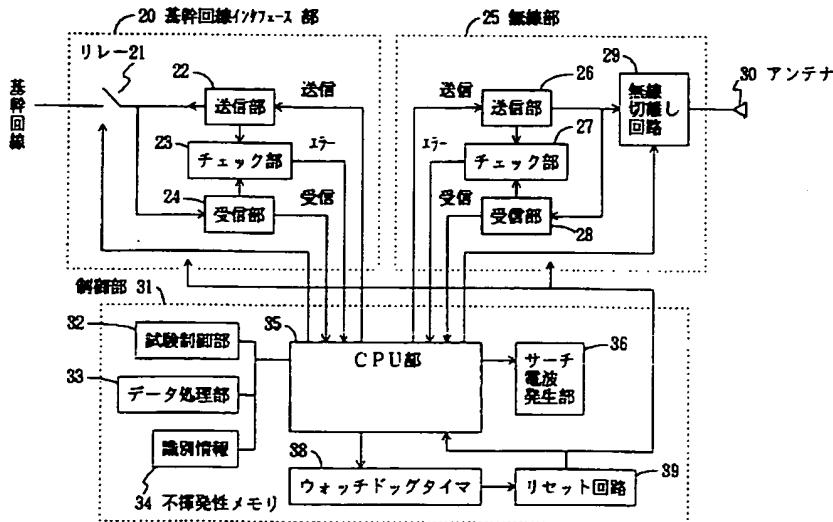 20 基幹回線インタフェース 部
25 無線部
リレー21
22
送信
送信
26
29
30 アンテナ
基幹回線
送信部
送信部
無線
切離し
回路
23
エラー
エラー
27
チェック部
チェック部
24
受信
受信
受信部
受信部
28
制御部 31
32
試験制御部
35
CPU部
36
サーチ
電波
発生部
33
データ処理部
識別情報
38
39
34 不揮発性メモリ
ウォッチドッグタイマ
リセット回路